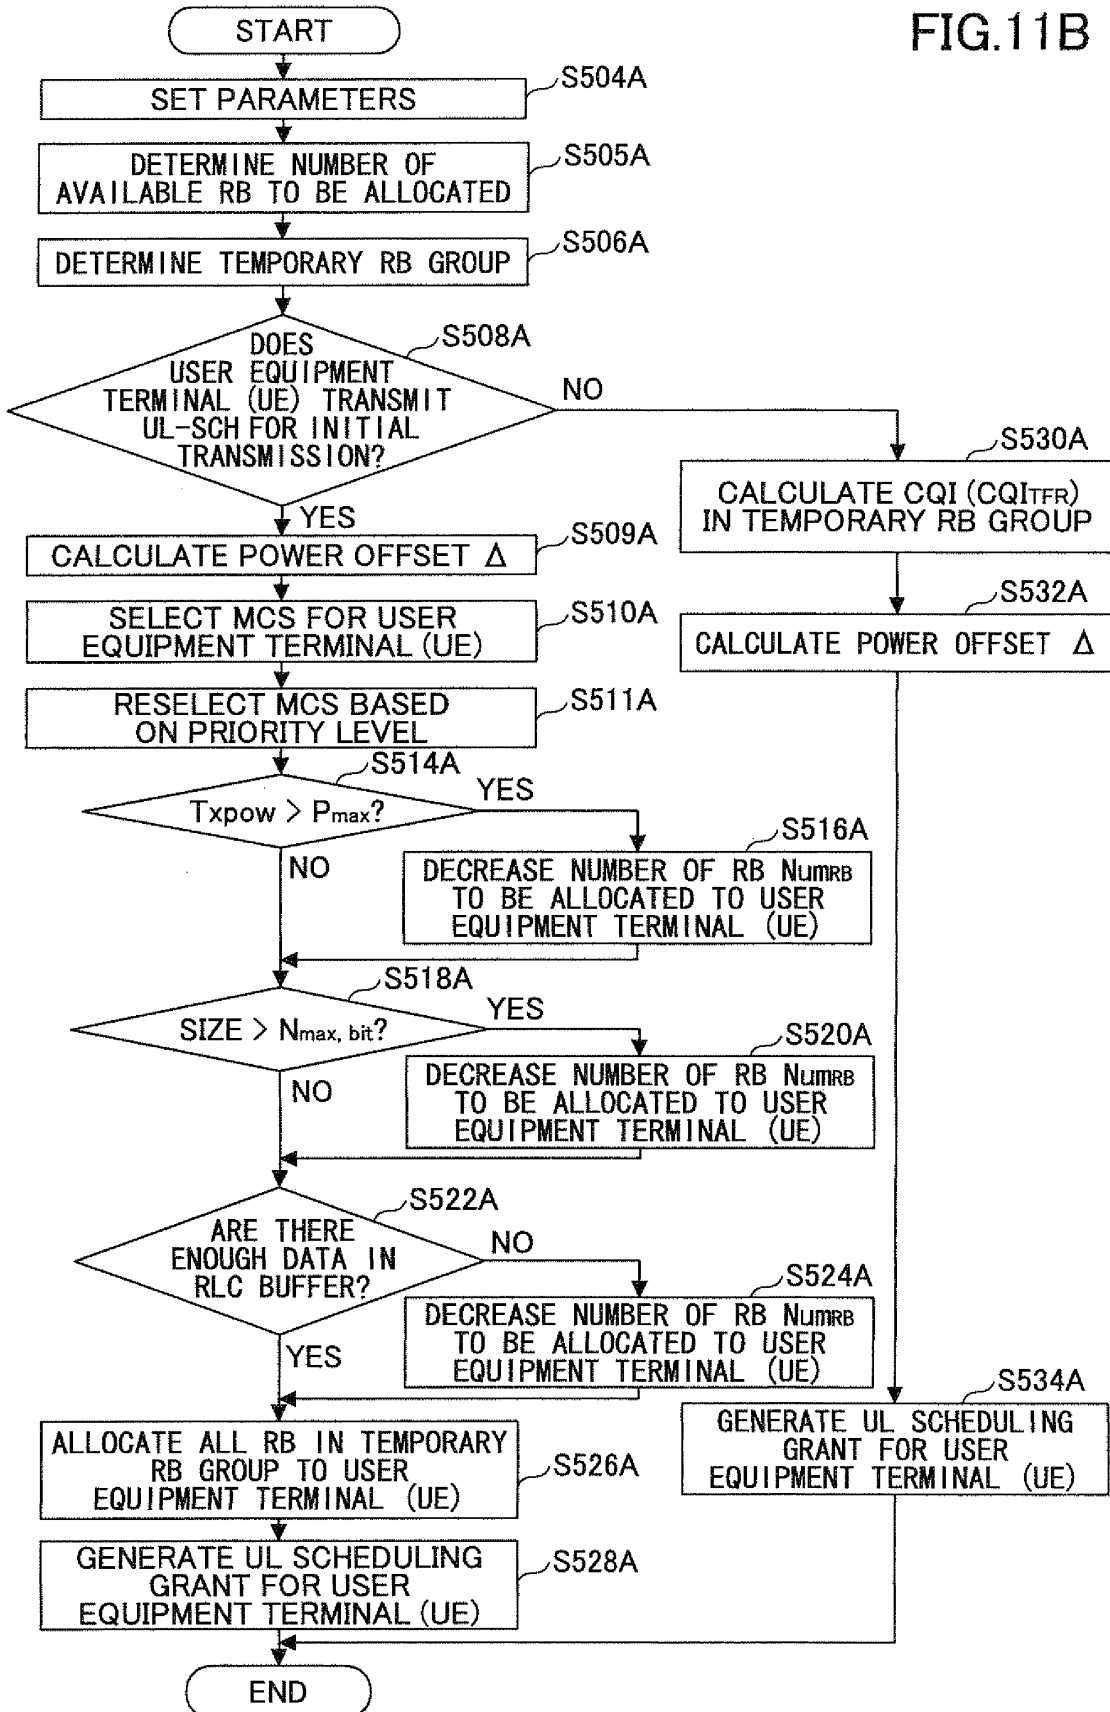 FIG.11B
START
S504A
SET PARAMETERS
S505A
DETERMINE NUMBER OF
AVAILABLE RB TO BE ALLOCATED
S506A
DETERMINE TEMPORARY RB GROUP
S508A
DOES
USER EQUIPMENT
TERMINAL (UE) TRANSMIT
UL-SCH FOR INITIAL
TRANSMISSION?
NO
YES
S530A
CALCULATE CQI (CQITFR)
IN TEMPORARY RB GROUP
S509A
CALCULATE POWER OFFSET Δ
S510A
SELECT MCS FOR USER
EQUIPMENT TERMINAL (UE)
S532A
CALCULATE POWER OFFSET Δ
S511A
RESELECT MCS BASED
ON PRIORITY LEVEL
S514A
Txpow > Pmax?
YES
NO
S516A
DECREASE NUMBER OF RB NumRB
TO BE ALLOCATED TO USER
EQUIPMENT TERMINAL (UE)
S518A
SIZE > Nmax, bit?
YES
NO
S520A
DECREASE NUMBER OF RB NumRB
TO BE ALLOCATED TO USER
EQUIPMENT TERMINAL (UE)
S522A
ARE THERE
ENOUGH DATA IN
RLC BUFFER?
NO
YES
S524A
DECREASE NUMBER OF RB NumRB
TO BE ALLOCATED TO USER
EQUIPMENT TERMINAL (UE)
S534A
GENERATE UL SCHEDULING
GRANT FOR USER
EQUIPMENT TERMINAL (UE)
S526A
ALLOCATE ALL RB IN TEMPORARY
RB GROUP TO USER
EQUIPMENT TERMINAL (UE)
S528A
GENERATE UL SCHEDULING
GRANT FOR USER
EQUIPMENT TERMINAL (UE)
END